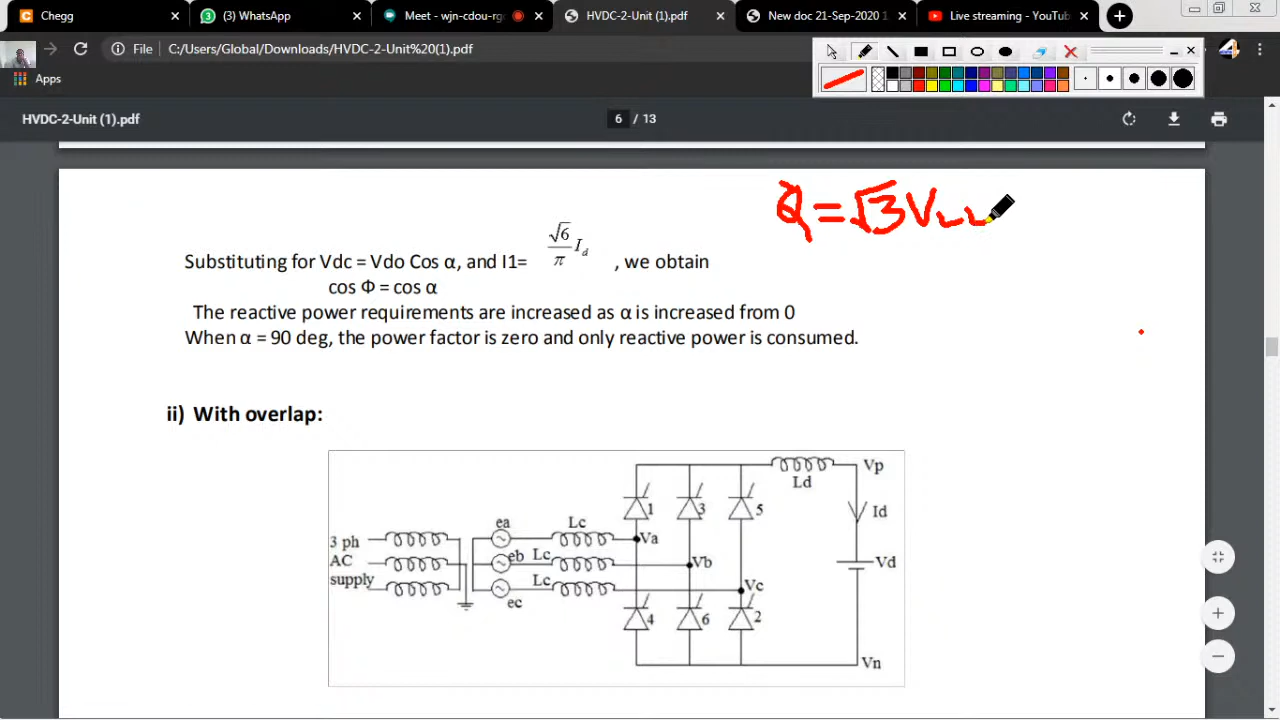 Chegg
(3) WhatsApp
Meet - wjn-cdou-rg
HVDC-2-Unit (1).pdf
New doc 21-Sep-2020 1
Live streaming - YouTube
File
C:/Users/Global/Downloads/HVDC-2-Unit%20(1).pdf
Apps
HVDC-2-Unit (1).pdf
6 / 13
Q = √3 VLL
Substituting for Vdc = Vdo Cos α, and I1= √6/π Id , we obtain
cos Φ = cos α
The reactive power requirements are increased as α is increased from 0
When α = 90 deg, the power factor is zero and only reactive power is consumed.
ii) With overlap:
Vp
Ld
1
3
5
Id
ea
Lc
3 ph
Va
AC
eb
Lc
Vb
Vd
supply
Lc
Vc
ec
4
6
2
Vn